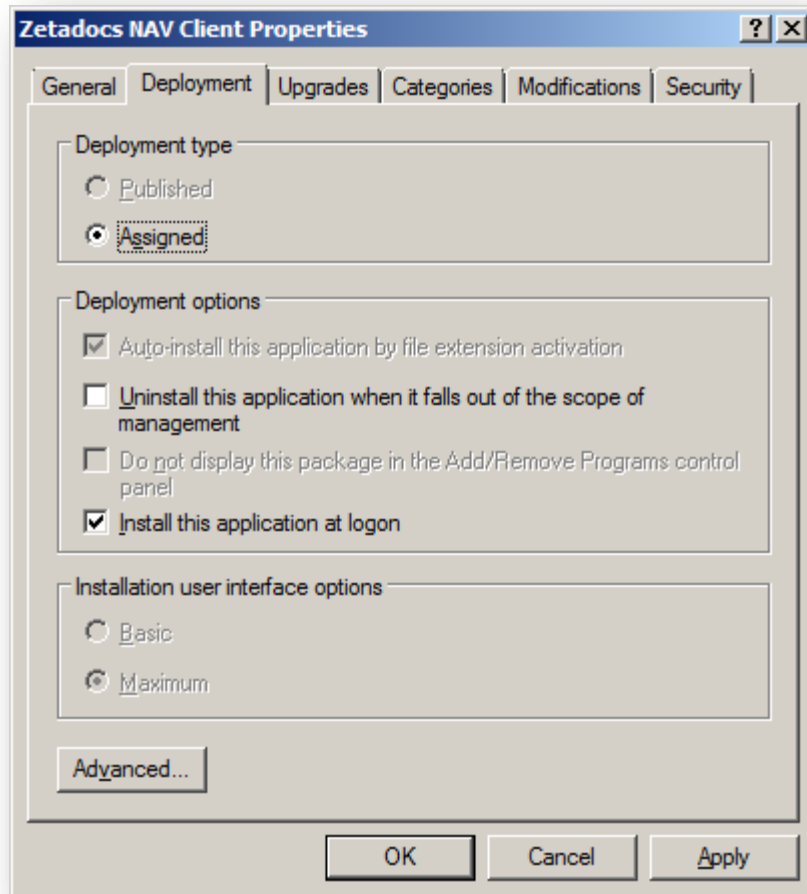 Zetadocs NAV Client Properties
General Deployment Upgrades Categories Modifications Security
Deployment type
Published
Assigned
Deployment options
Auto-install this application by file extension activation
Uninstall this application when it falls out of the scope of
management
Do not display this package in the Add/Remove Programs control
panel
Install this application at logon
Installation user interface options
Basic
Maximum
Advanced...
OK Cancel Apply